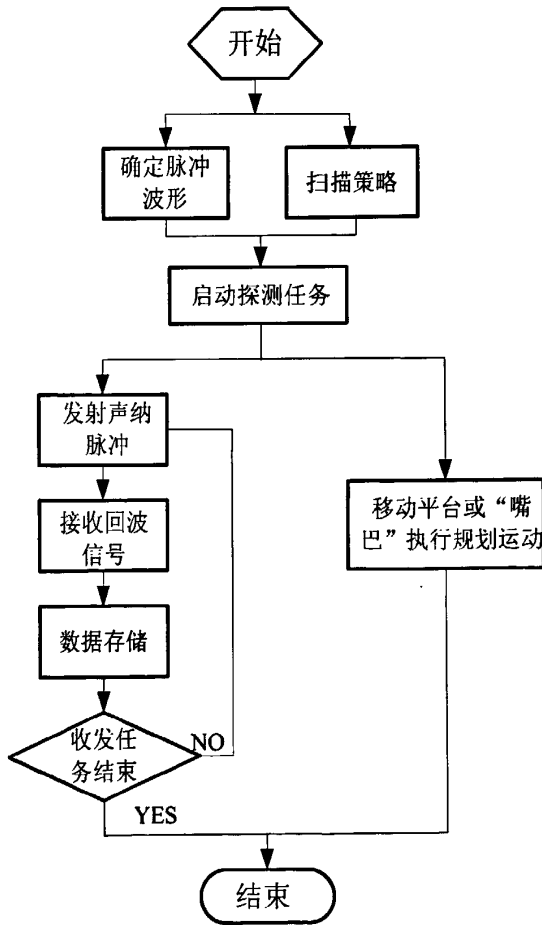 开始
确定脉冲
波形
扫描策略
启动探测任务
发射声纳
脉冲
接收回波
信号
数据存储
收发任
务结束
NO
YES
移动平台或“嘴
巴”执行规划运动
结束